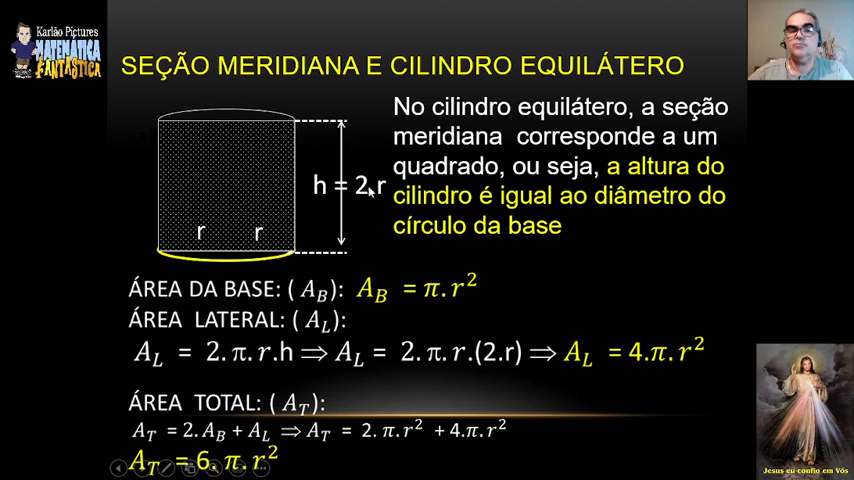 Karlão Pictures
MATEMÁTICA
FANTÁSTICA
SEÇÃO MERIDIANA E CILINDRO EQUILÁTERO
No cilindro equilátero, a seção
meridiana corresponde a um
quadrado, ou seja, a altura do
cilindro é igual ao diâmetro do
círculo da base
h = 2.r
r r
ÁREA DA BASE: ( A_B): A_B = π.r²
ÁREA LATERAL: ( A_L):
A_L = 2.π.r.h ⇒ A_L = 2.π.r.(2.r) ⇒ A_L = 4.π.r²
ÁREA TOTAL: ( A_T):
A_T = 2.A_B + A_L ⇒ A_T = 2.π.r² + 4.π.r²
A_T = 6.π.r²
Jesus eu confio em Vós